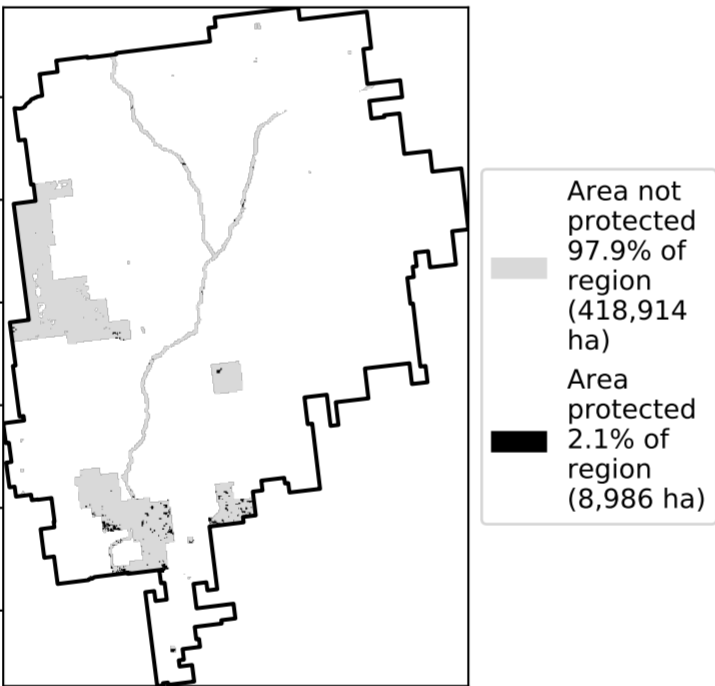 Area not
protected
97.9% of
region
(418,914
ha)
Area
protected
2.1% of
region
(8,986 ha)